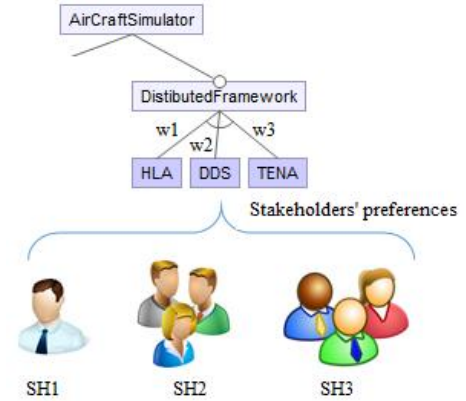 AirCraftSimulator
DistibutedFramework
w1 w2 w3
HLA DDS TENA
Stakeholders' preferences
SH1 SH2 SH3